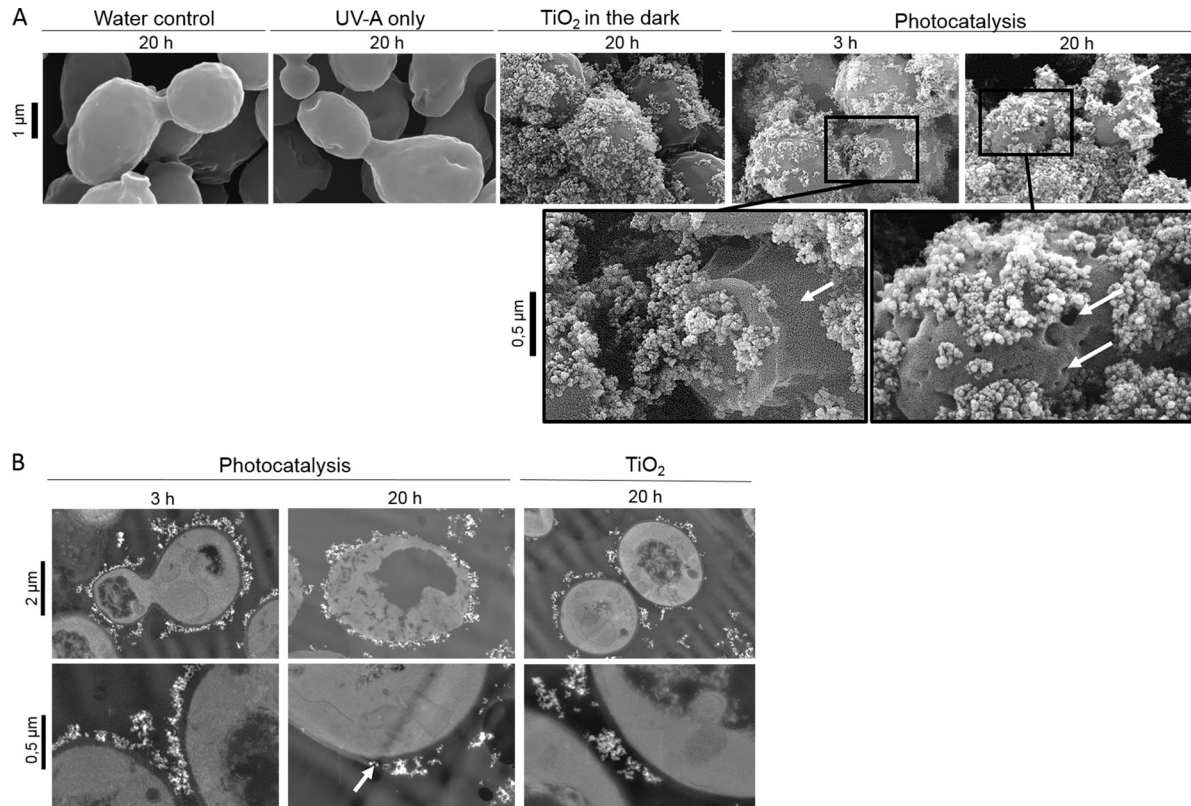 A
Water control UV-A only TiO₂ in the dark Photocatalysis
20 h 20 h 20 h 3 h 20 h
1 µm
0,5 µm
B
Photocatalysis TiO₂
3 h 20 h 20 h
2 µm
0,5 µm